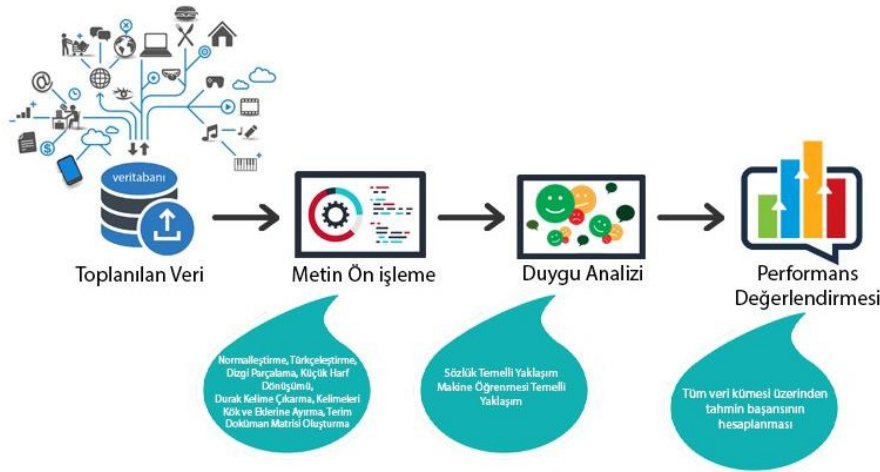 veritabanı
Toplanılan Veri
Metin Ön işleme
Duygu Analizi
Performans
Değerlendirmesi
Normalleştirme, Türkçeleştirme,
Dizgi Parçalama, Küçük Harf
Dönüşümü,
Durak Kelime Çıkarma, Kelimeleri
Kök ve Eklerine Ayırma, Terim
Doküman Matrisi Oluşturma
Sözlük Temelli Yaklaşım
Makine Öğrenmesi Temelli
Yaklaşım
Tüm veri kümesi üzerinden
tahmin başarısının
hesaplanması